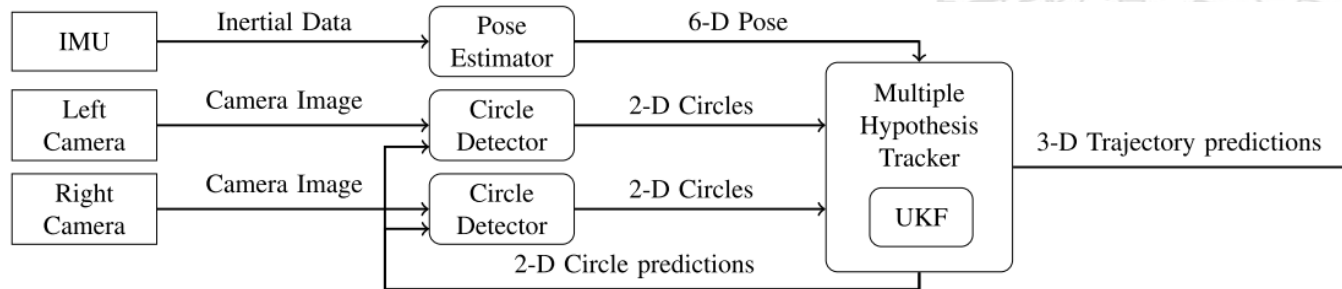 IMU
Inertial Data
Pose
Estimator
6-D Pose
Left
Camera
Camera Image
Circle
Detector
2-D Circles
Multiple
Hypothesis
Tracker
UKF
3-D Trajectory predictions
Right
Camera
Camera Image
Circle
Detector
2-D Circles
2-D Circle predictions